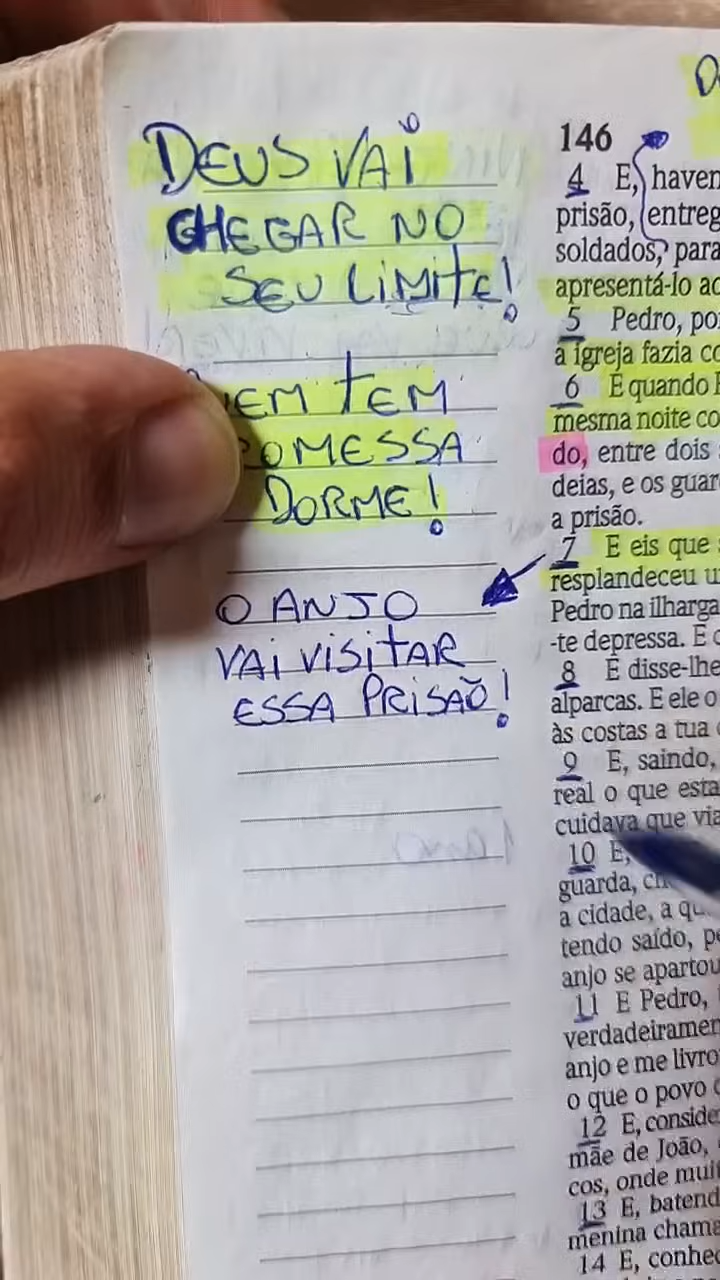 DEUS VAI
CHEGAR NO
SEU LIMITE!
TEM
DORME!
O ANJO
VAI VISITAR
ESSA PRISÃO!
146
4 E, haven
prisão, entreg
soldados, para
apresentá-lo ao
5 Pedro, po
a igreja fazia co
6 E quando
mesma noite co
do, entre dois
deias, e os guar
a prisão.
7 E eis que
resplandeceu u
Pedro na ilharga
-te depressa. E
8 E disse-lhe
alparcas. E ele o
às costas a tua
9 E, saindo,
real o que esta
cuidava que via
10 E,
guarda,
a cidade, a
tendo saído, pe
anjo se apartou
11 E Pedro,
verdadeiramen
anjo e me livro
o que o povo
12 E, conside
mãe de João,
cos, onde mui
13 E, batend
menina chama
14 E, conhe